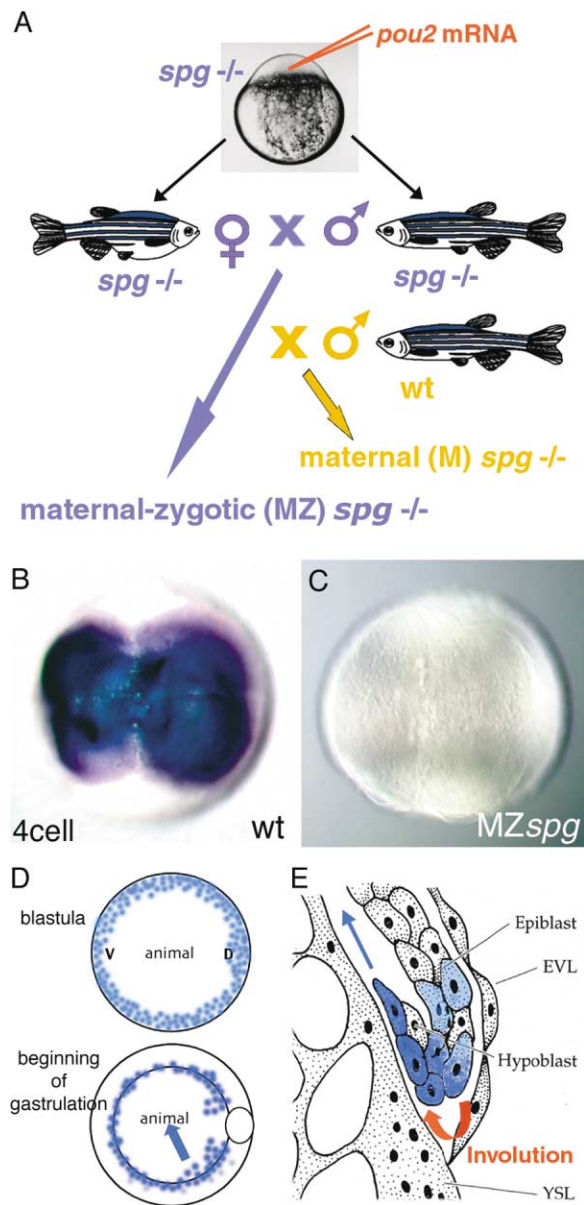 A
pou2 mRNA
spg -/-
♀ X ♂
spg -/-
spg -/-
X ♂
wt
maternal (M) spg -/-
maternal-zygotic (MZ) spg -/-
B
4cell
wt
C
MZspg
D
blastula
V
animal
D
beginning
of
gastrulation
animal
E
Epiblast
EVL
Hypoblast
Involution
YSL